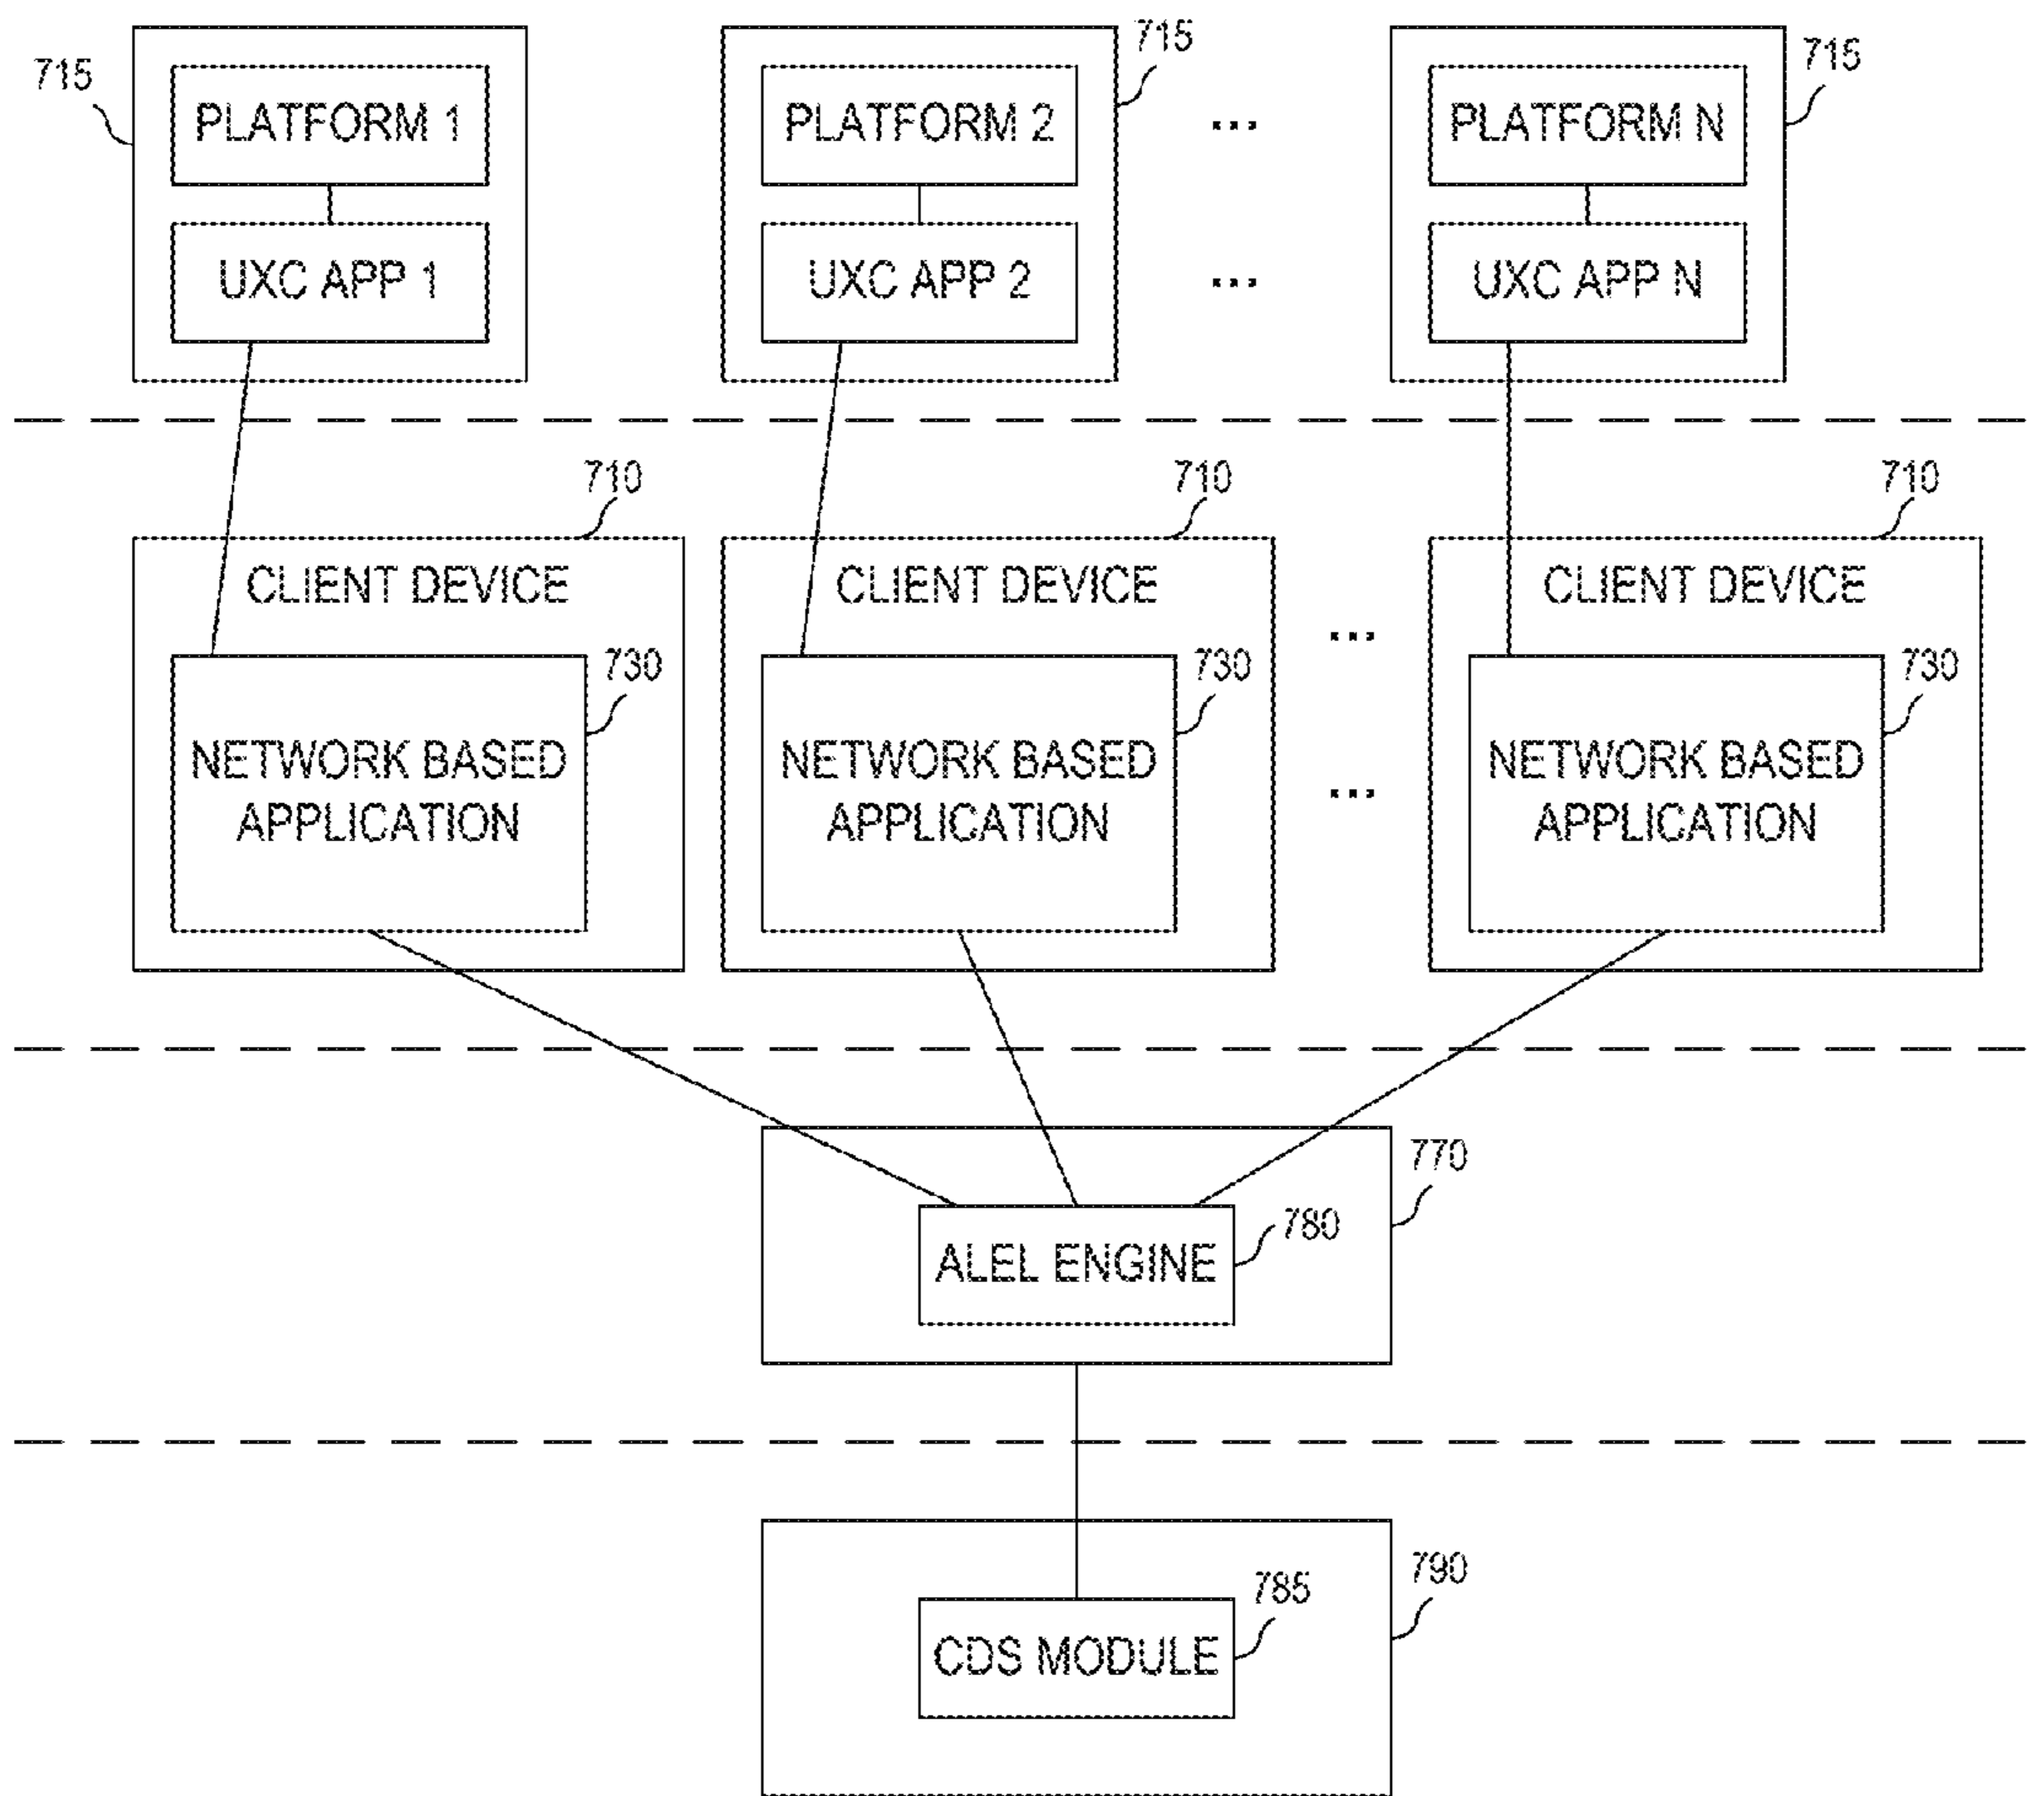 715
PLATFORM 1
UXC APP 1
715
PLATFORM 2
UXC APP 2
...
...
715
PLATFORM N
UXC APP N
710
CLIENT DEVICE
730
NETWORK BASED
APPLICATION
710
CLIENT DEVICE
730
NETWORK BASED
APPLICATION
...
...
710
CLIENT DEVICE
730
NETWORK BASED
APPLICATION
770
780
ALEL ENGINE
790
785
CDS MODULE